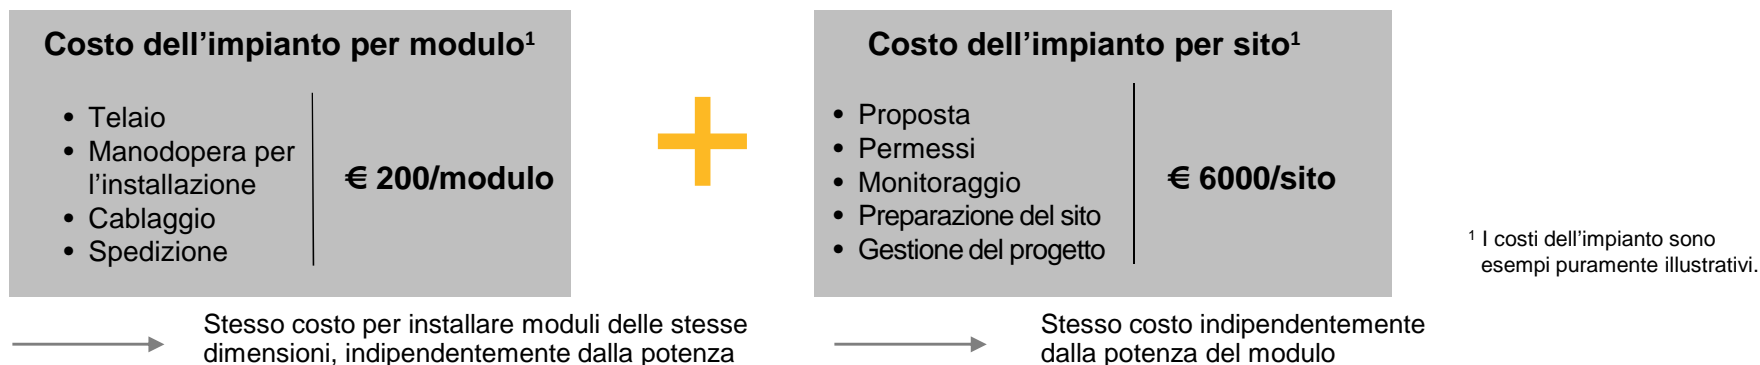 Costo dell’impianto per modulo¹
• Telaio
• Manodopera per
l’installazione
• Cablaggio
• Spedizione
€ 200/modulo
+
Costo dell’impianto per sito¹
• Proposta
• Permessi
• Monitoraggio
• Preparazione del sito
• Gestione del progetto
€ 6000/sito
¹ I costi dell’impianto sono
esempi puramente illustrativi.
Stesso costo per installare moduli delle stesse
dimensioni, indipendentemente dalla potenza
Stesso costo indipendentemente
dalla potenza del modulo